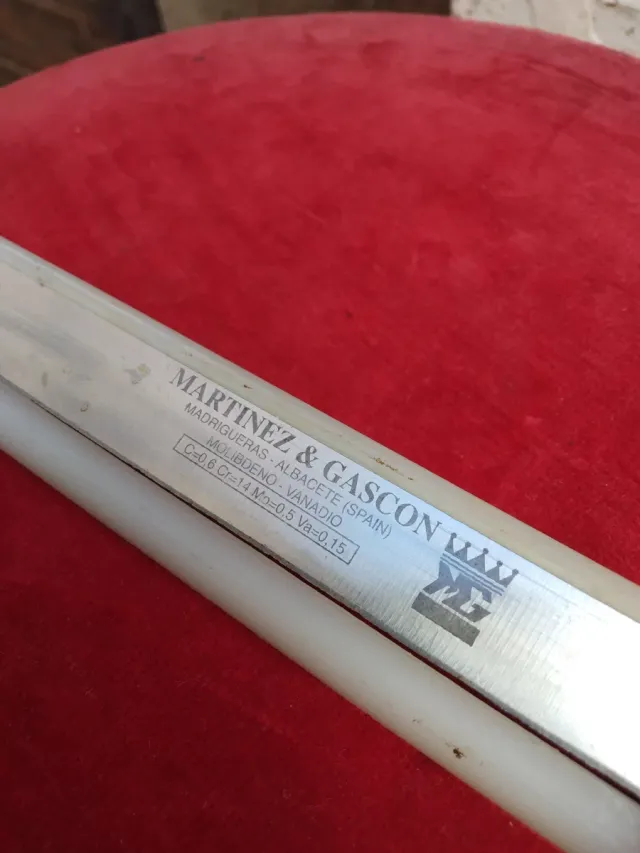 MARTINEZ & GASCON
MADRIGUERAS - ALBACETE (SPAIN)
MOLIBDENO - VANADIO
C=0.6 Cr=14 Mo=0.5 Va=0.15
MG